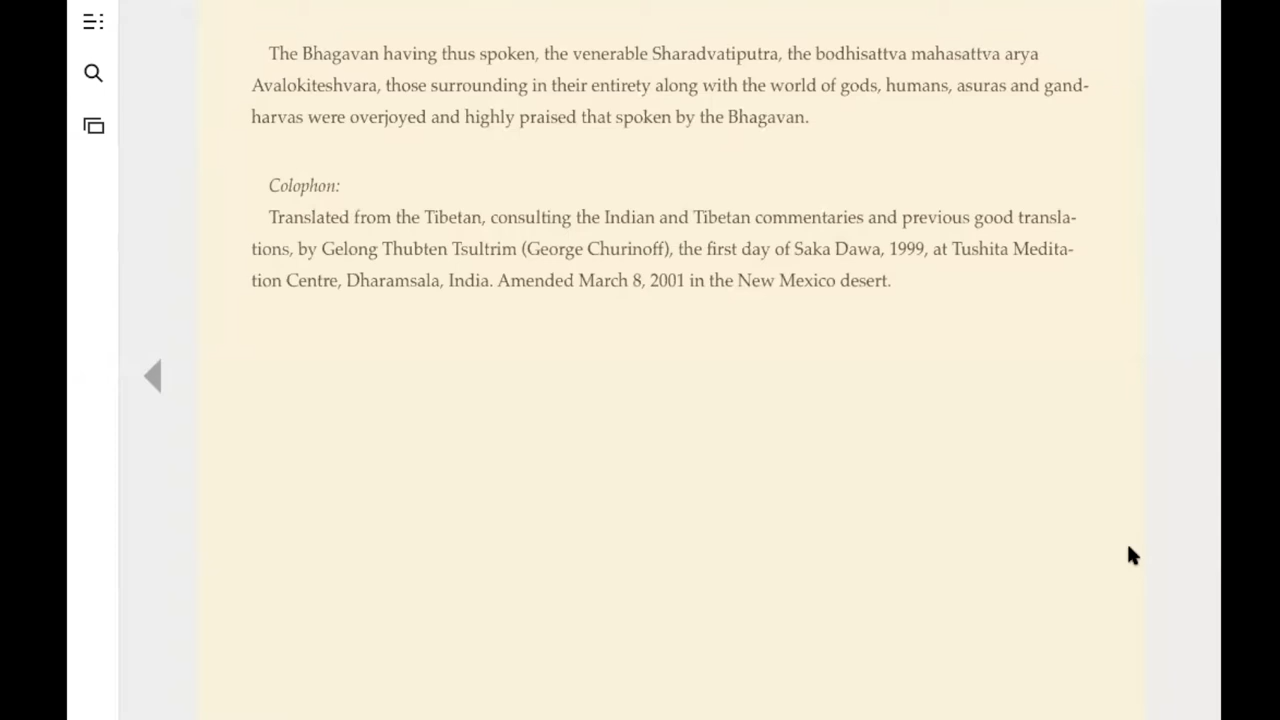 The Bhagavan having thus spoken, the venerable Sharadvatiputra, the bodhisattva mahasattva arya
Avalokiteshvara, those surrounding in their entirety along with the world of gods, humans, asuras and gand-
harvas were overjoyed and highly praised that spoken by the Bhagavan.
Colophon:
Translated from the Tibetan, consulting the Indian and Tibetan commentaries and previous good transla-
tions, by Gelong Thubten Tsultrim (George Churinoff), the first day of Saka Dawa, 1999, at Tushita Medita-
tion Centre, Dharamsala, India. Amended March 8, 2001 in the New Mexico desert.